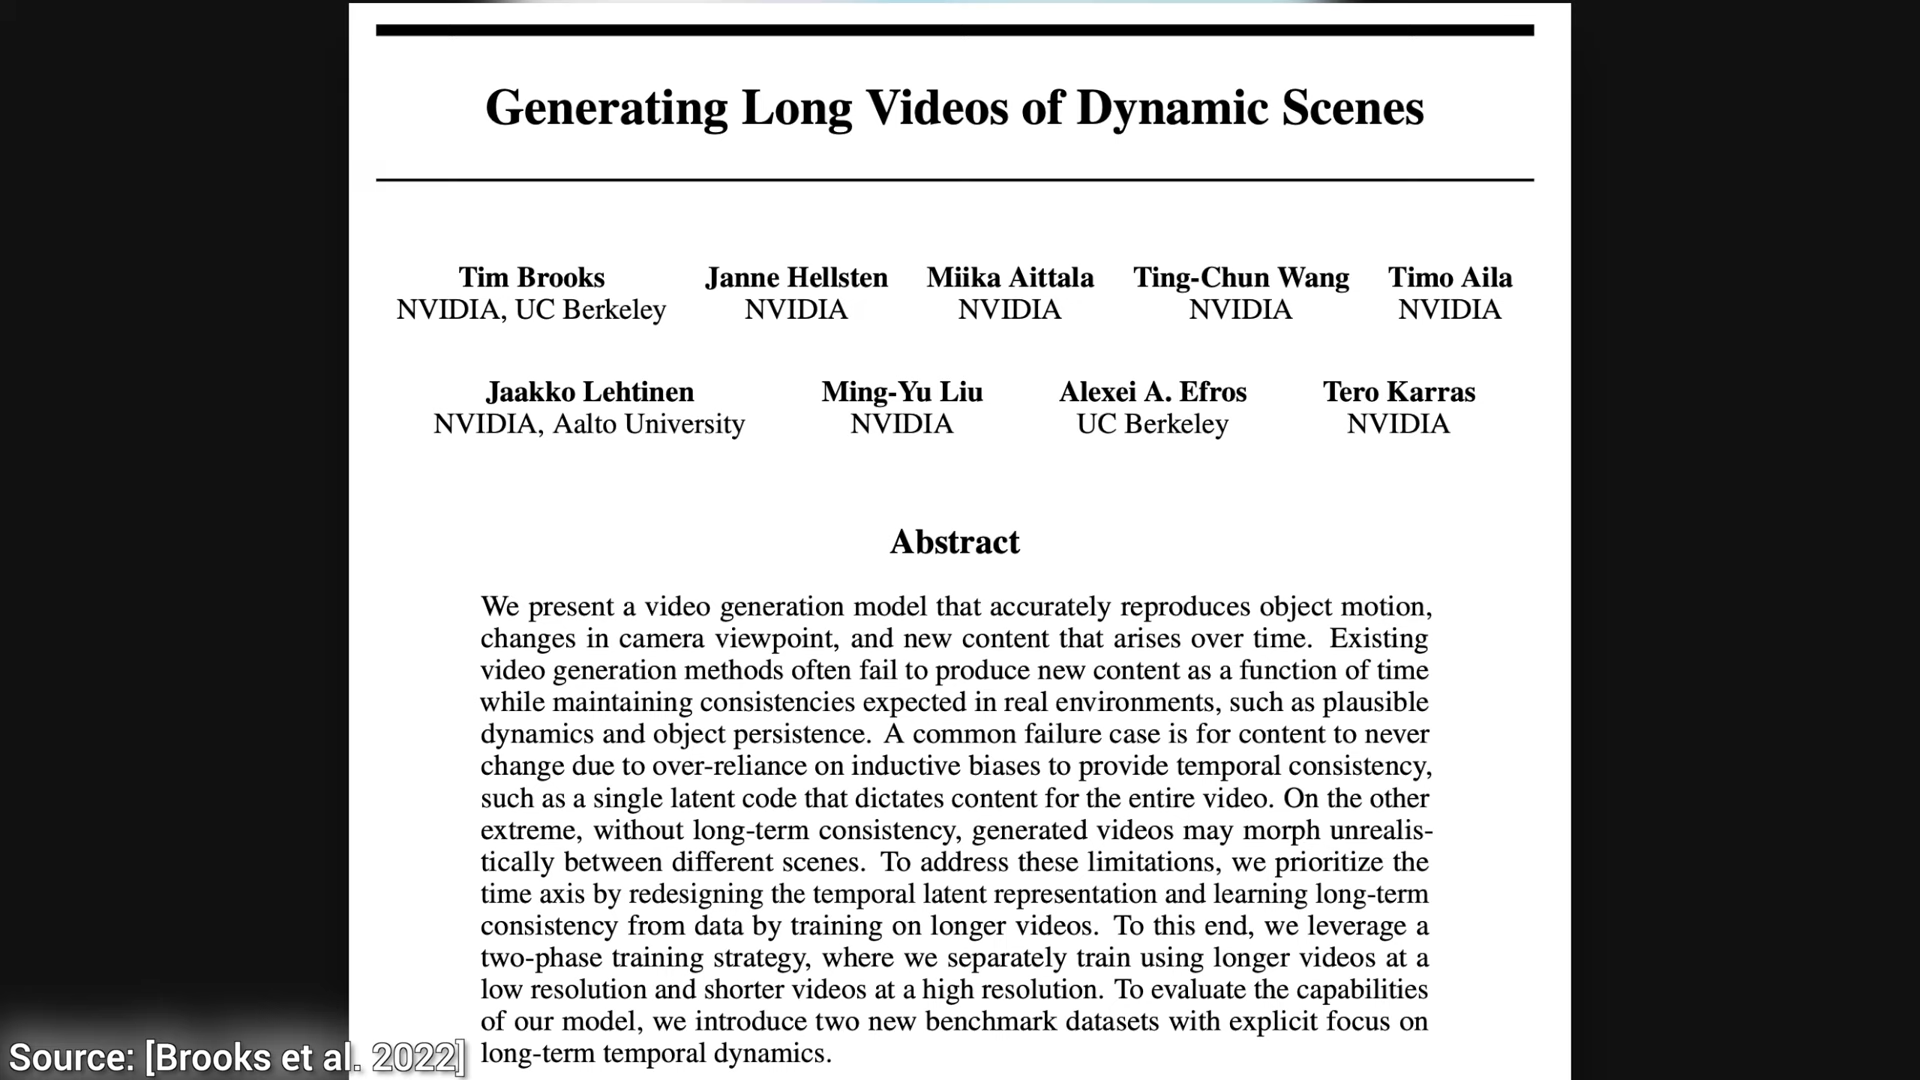 Generating Long Videos of Dynamic Scenes
Tim Brooks Janne Hellsten Miika Aittala Ting-Chun Wang Timo Aila
NVIDIA, UC Berkeley NVIDIA NVIDIA NVIDIA NVIDIA
Jaakko Lehtinen Ming-Yu Liu Alexei A. Efros Tero Karras
NVIDIA, Aalto University NVIDIA UC Berkeley NVIDIA
Abstract
We present a video generation model that accurately reproduces object motion,
changes in camera viewpoint, and new content that arises over time. Existing
video generation methods often fail to produce new content as a function of time
while maintaining consistencies expected in real environments, such as plausible
dynamics and object persistence. A common failure case is for content to never
change due to over-reliance on inductive biases to provide temporal consistency,
such as a single latent code that dictates content for the entire video. On the other
extreme, without long-term consistency, generated videos may morph unrealis-
tically between different scenes. To address these limitations, we prioritize the
time axis by redesigning the temporal latent representation and learning long-term
consistency from data by training on longer videos. To this end, we leverage a
two-phase training strategy, where we separately train using longer videos at a
low resolution and shorter videos at a high resolution. To evaluate the capabilities
of our model, we introduce two new benchmark datasets with explicit focus on
long-term temporal dynamics.
Source: [Brooks et al. 2022]